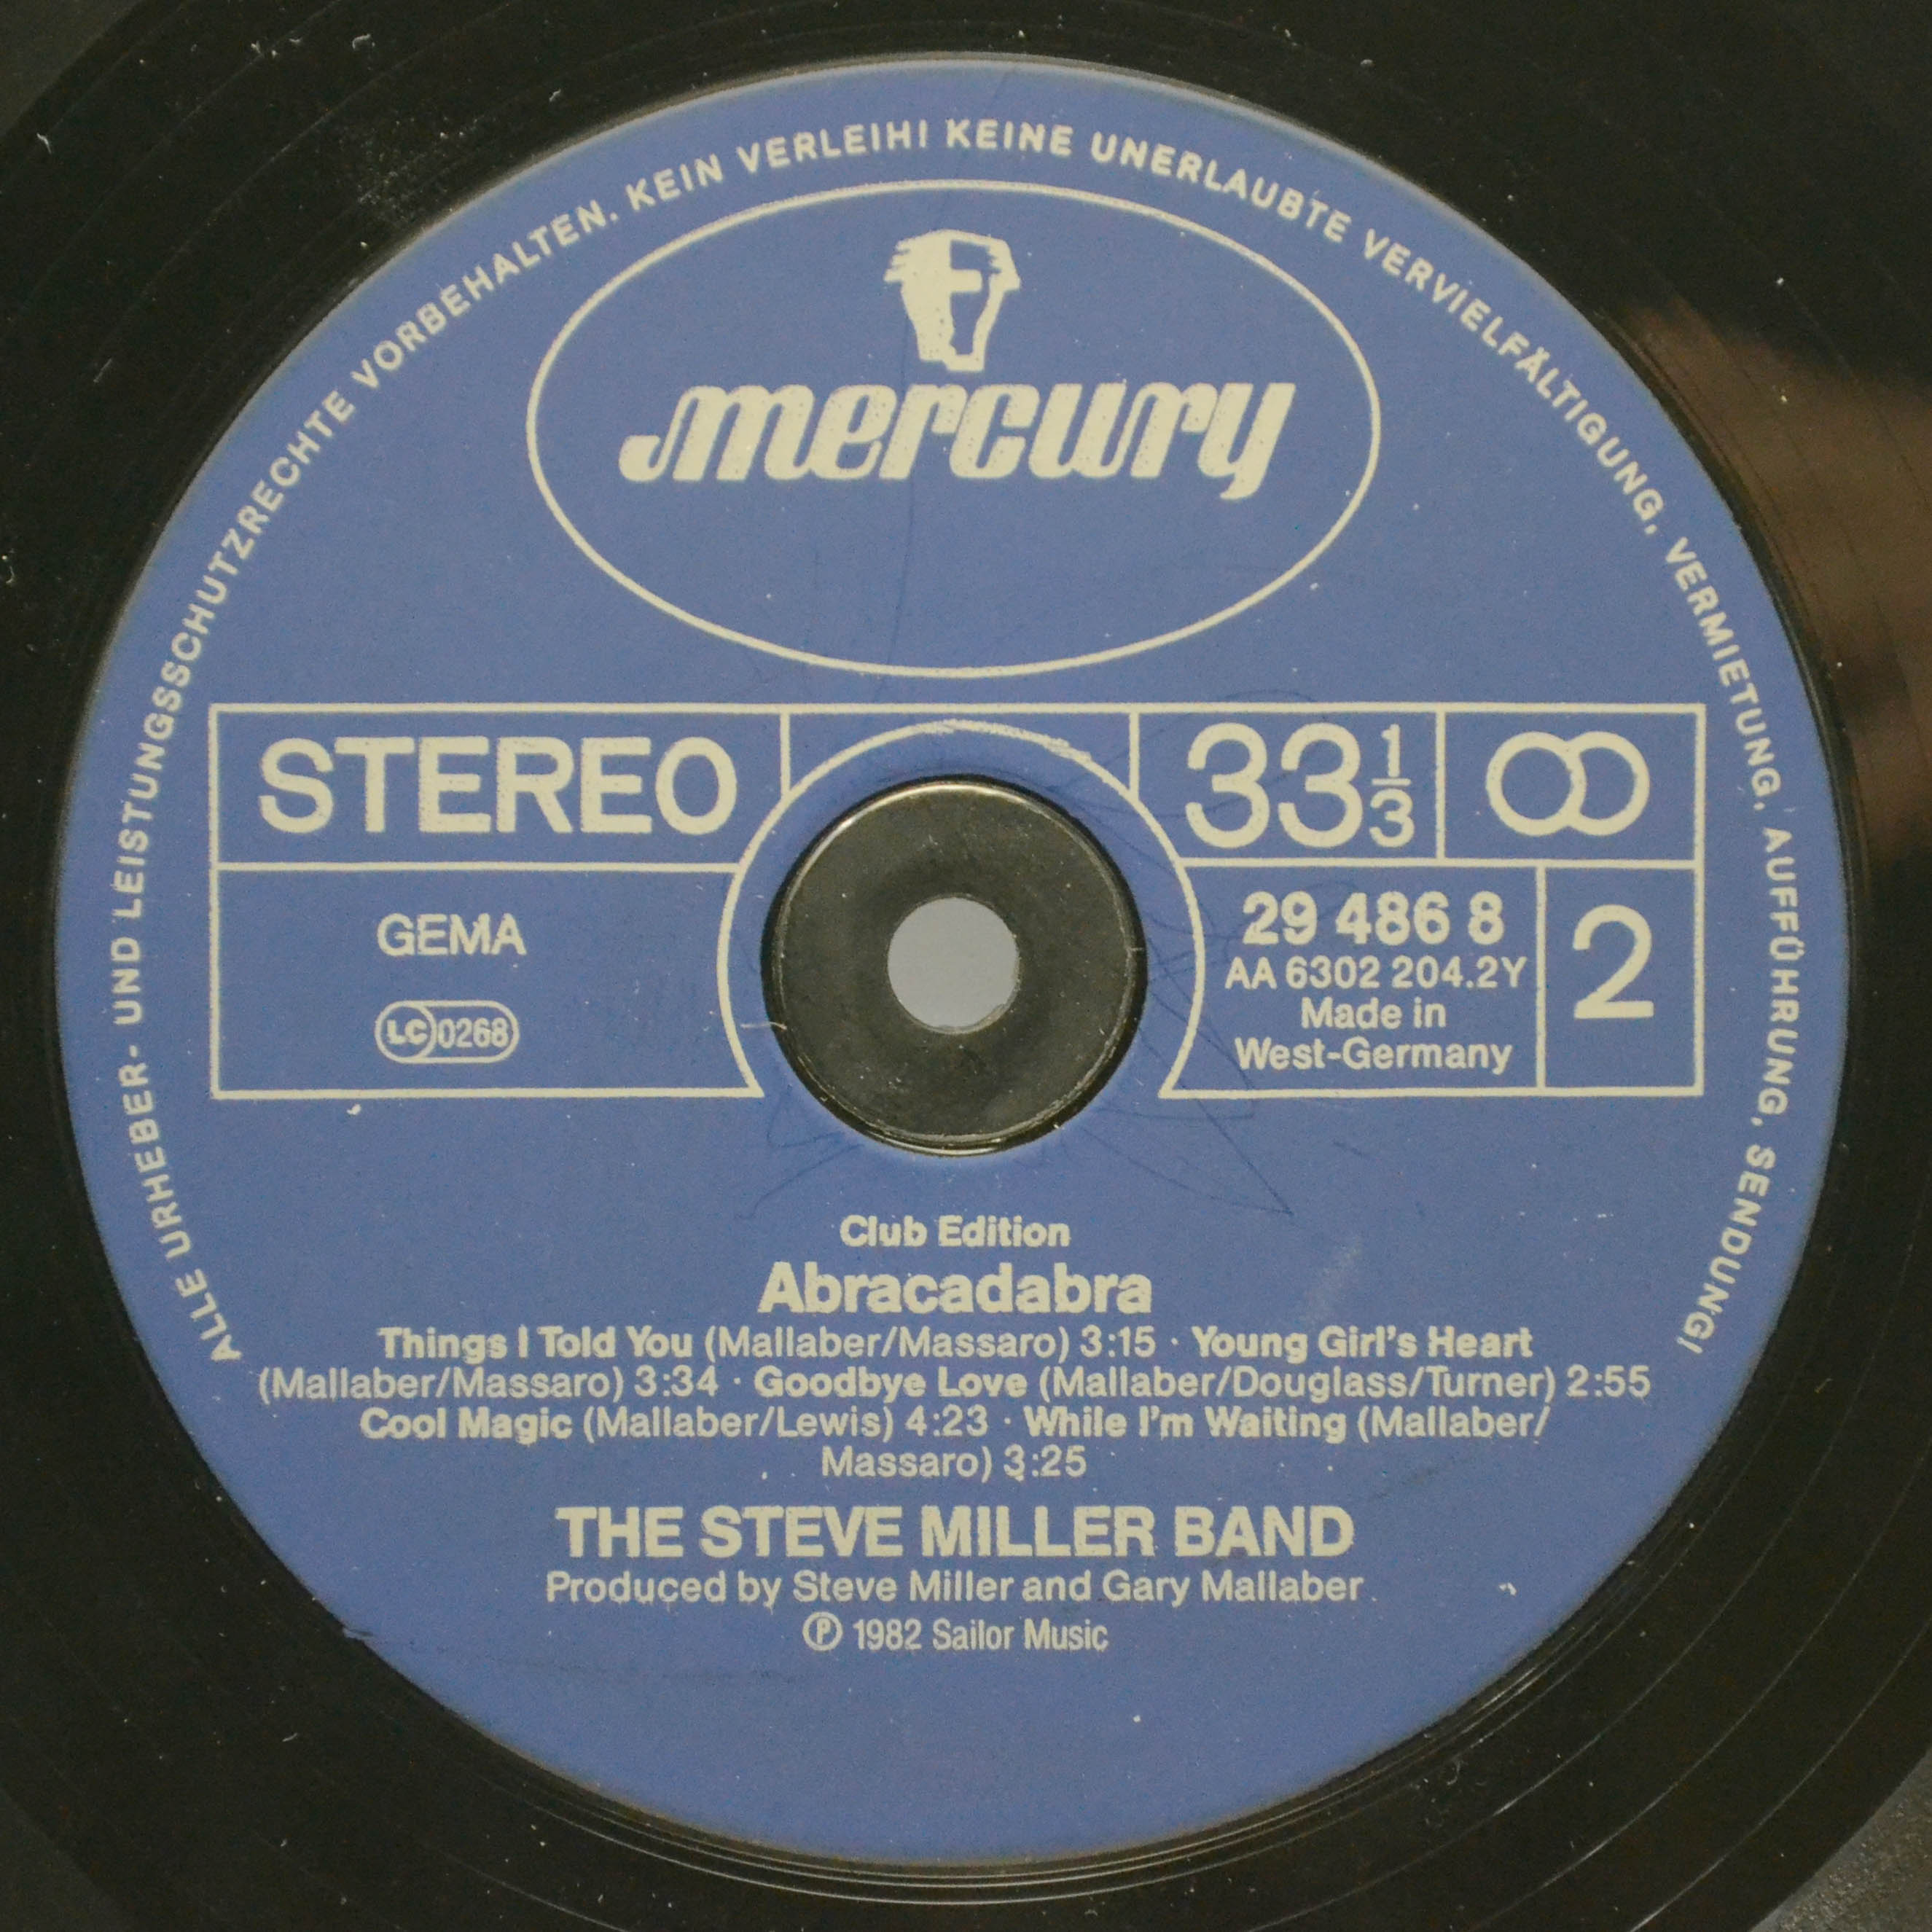 ALLE URHEBER- UND LEISTUNGSSCHUTZRECHTE VORBEHALTEN. KEIN VERLEIH! KEINE UNERLAUBTE VERVIELFÄLTIGUNG, VERMIETUNG, AUFFÜHRUNG, SENDUNG!
mercury
STEREO
33 1/3
GEMA
LC 0268
29 486 8
AA 6302 204.2Y
Made in
West-Germany
2
Club Edition
Abracadabra
Things I Told You (Mallaber/Massaro) 3:15 · Young Girl's Heart
(Mallaber/Massaro) 3:34 · Goodbye Love (Mallaber/Douglass/Turner) 2:55
Cool Magic (Mallaber/Lewis) 4:23 · While I'm Waiting (Mallaber/
Massaro) 3:25
THE STEVE MILLER BAND
Produced by Steve Miller and Gary Mallaber
℗ 1982 Sailor Music